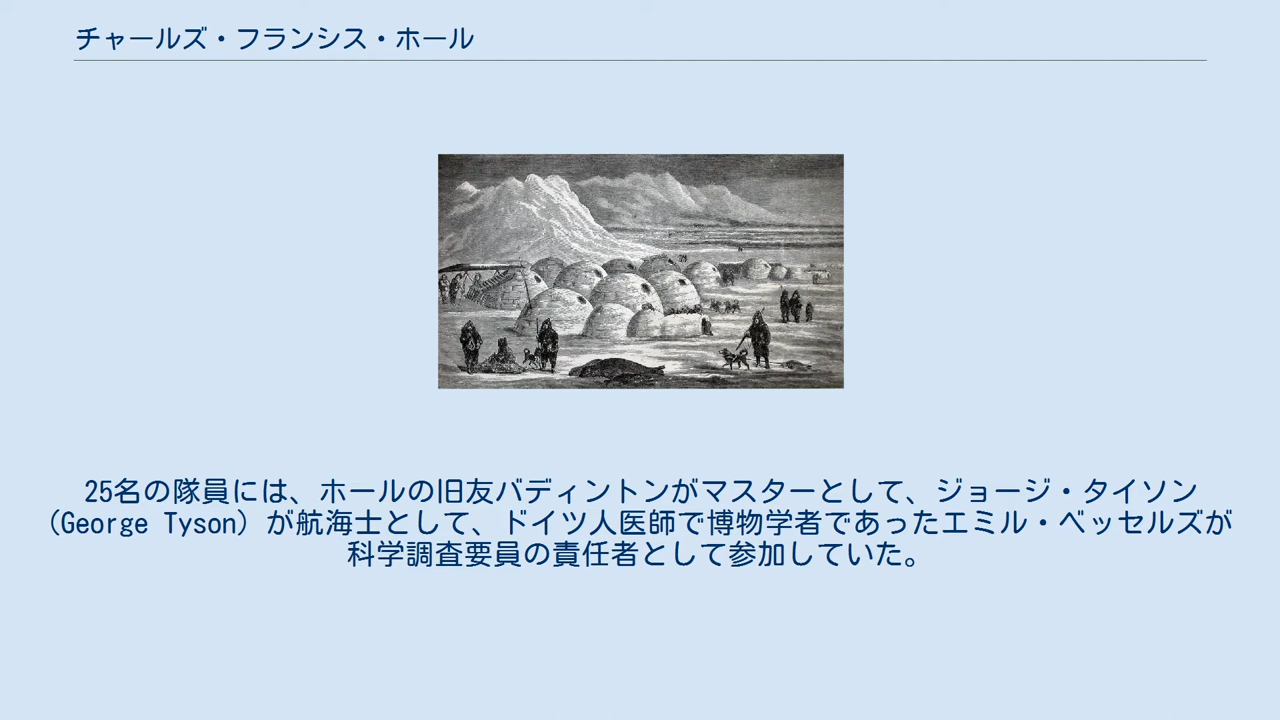 チャールズ・フランシス・ホール
25名の隊員には、ホールの旧友バディントンがマスターとして、ジョージ・タイソン
（George Tyson）が航海士として、ドイツ人医師で博物学者であったエミル・ベッセルズが
科学調査要員の責任者として参加していた。